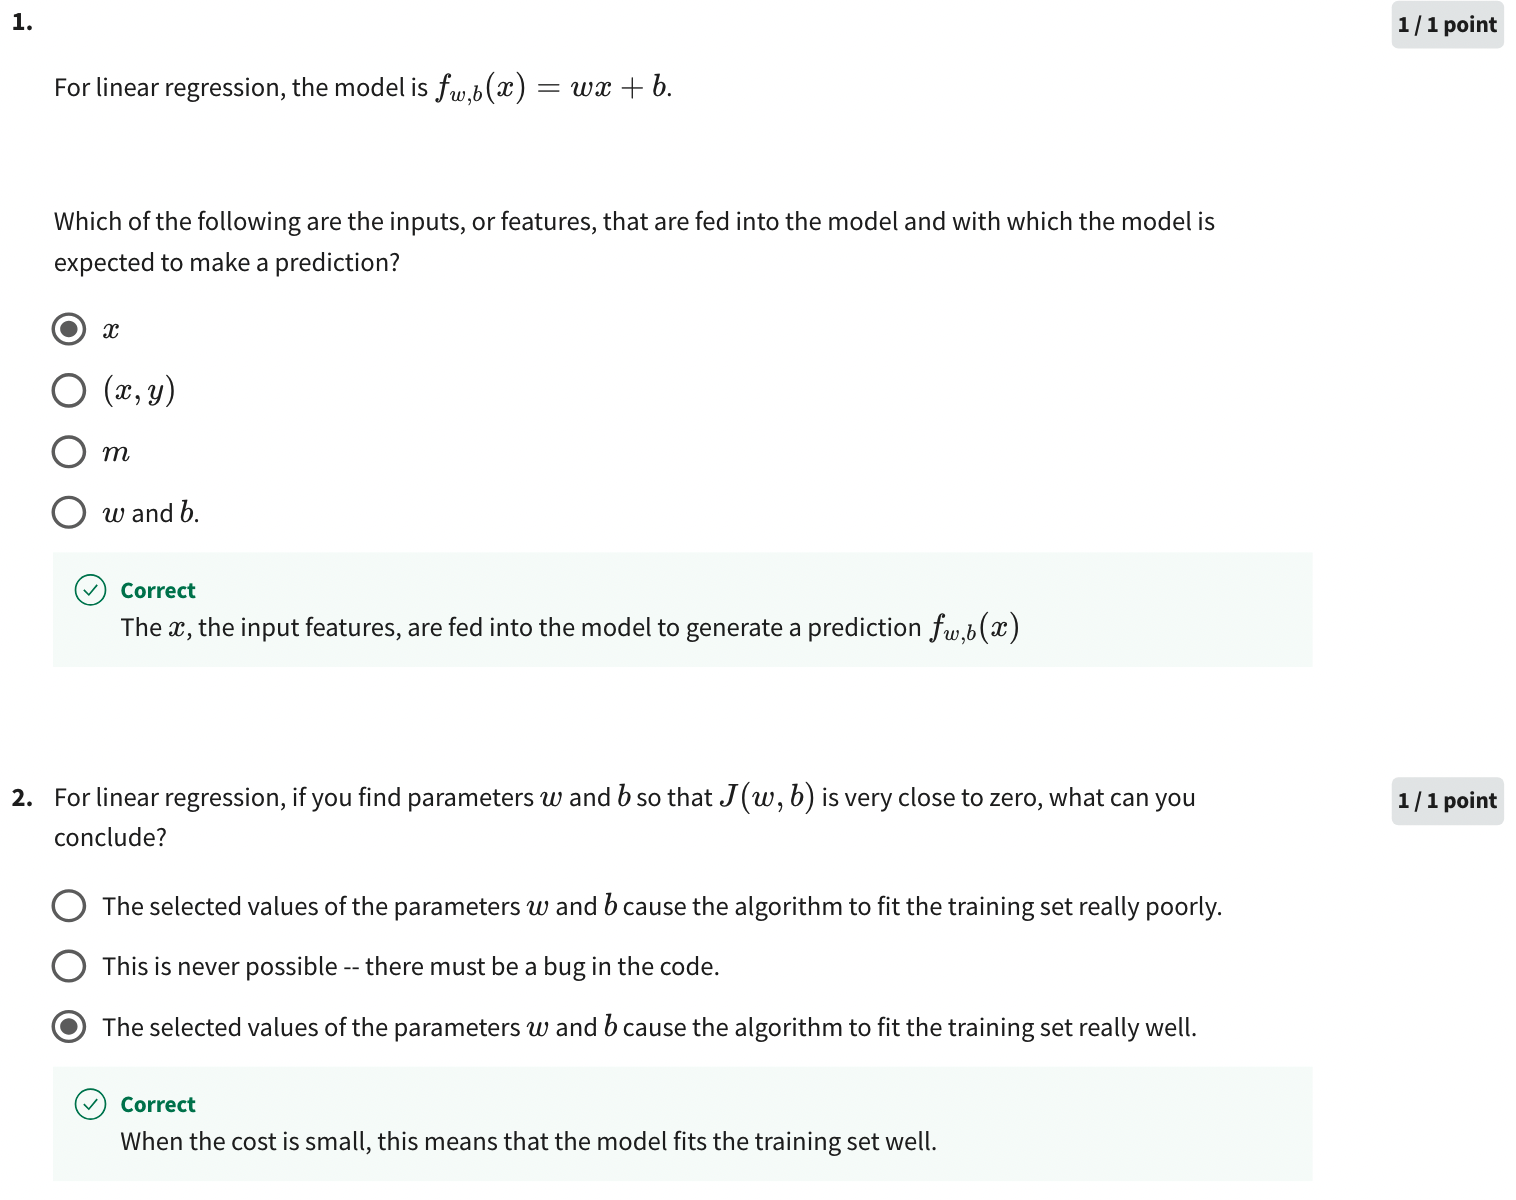 1.
1 / 1 point
For linear regression, the model is f_{w,b}(x) = wx + b.
Which of the following are the inputs, or features, that are fed into the model and with which the model is
expected to make a prediction?
x
(x, y)
m
w and b.
Correct
The x, the input features, are fed into the model to generate a prediction f_{w,b}(x)
2. For linear regression, if you find parameters w and b so that J(w, b) is very close to zero, what can you
1 / 1 point
conclude?
The selected values of the parameters w and b cause the algorithm to fit the training set really poorly.
This is never possible -- there must be a bug in the code.
The selected values of the parameters w and b cause the algorithm to fit the training set really well.
Correct
When the cost is small, this means that the model fits the training set well.